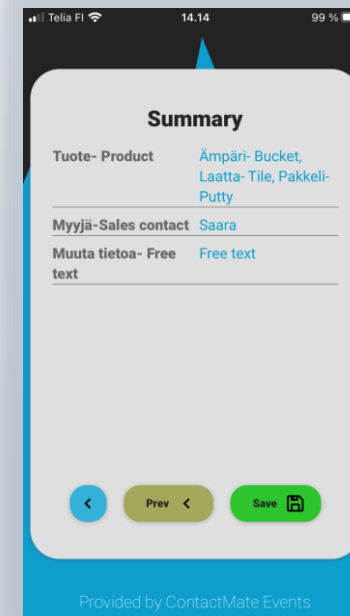 Telia FI 14.14 99 %
Summary
Tuote- Product Ämpäri- Bucket,
Laatta- Tile, Pakkeli-
Putty
Myyjä-Sales contact Saara
Muuta tietoa- Free Free text
text
Prev Save
Provided by ContactMate Events